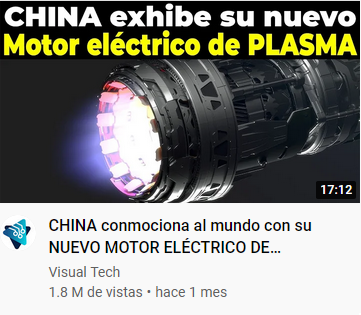 CHINA exhibe su nuevo
Motor eléctrico de PLASMA
17:12
CHINA conmociona al mundo con su
NUEVO MOTOR ELÉCTRICO DE...
Visual Tech
1.8 M de vistas • hace 1 mes